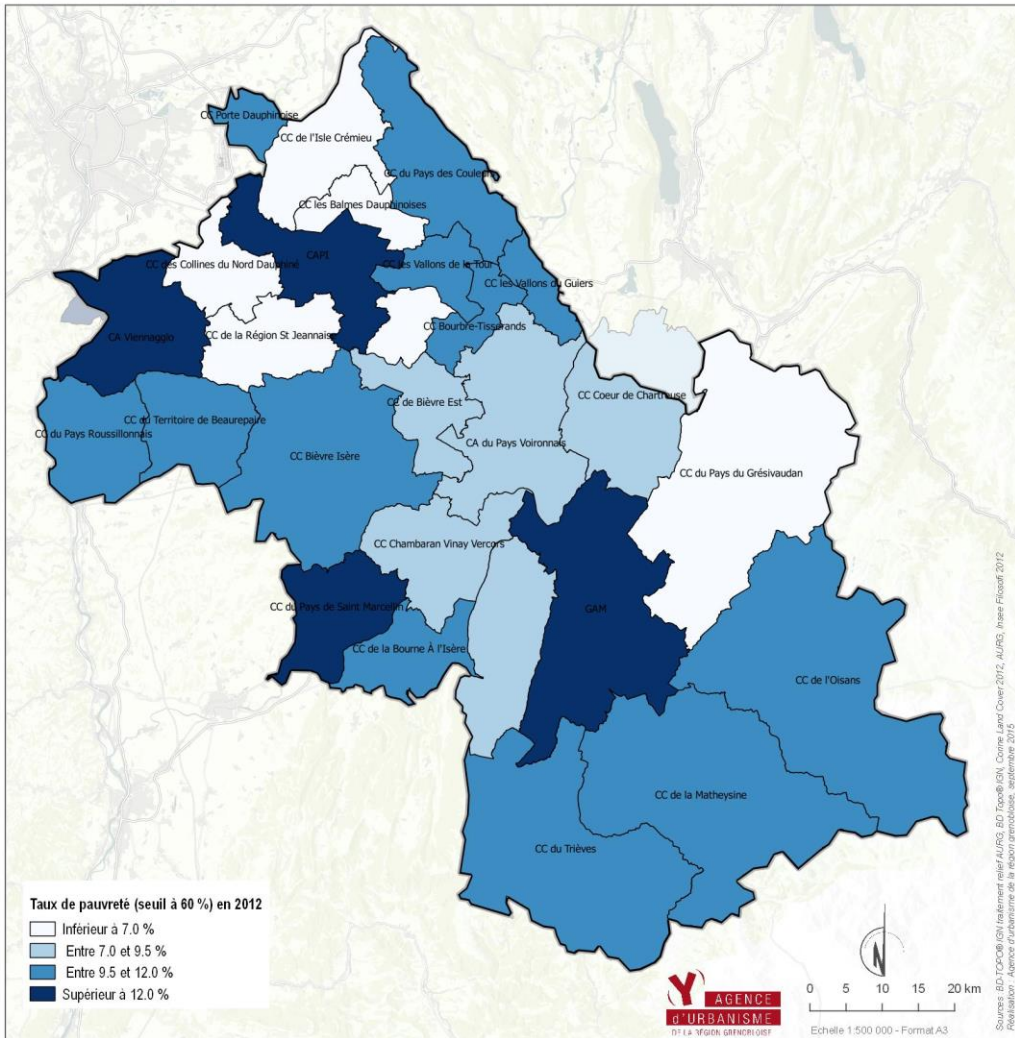 CC Porte Dauphinoise
CC de l'Isle Crémieu
CC du Pays des Couleurs
CC les Balmes Dauphinoises
CAPI
CC des Collines du Nord Dauphiné
CC les Vallons de la Tour
CC les Vallons du Guiers
CA Viennaggio
CC de la Région St Jeannaise
CC Bourbre-Tisserands
CC de Bièvre Est
CC Coeur de Chartreuse
CC du Territoire de Beaurepaire
CC du Pays Roussillonnais
CA du Pays Voironnais
CC Bièvre Isère
CC du Pays du Grésivaudan
CC Chambaran Vinay Vercors
CC du Pays de Saint Marcellin
GAM
CC de la Bourne À l'Isère
CC de l'Oisans
CC de la Matheysine
CC du Trièves
Taux de pauvreté (seuil à 60 %) en 2012
Inférieur à 7.0 %
Entre 7.0 et 9.5 %
Entre 9.5 et 12.0 %
Supérieur à 12.0 %
AGENCE
d'URBANISME
DE LA RÉGION GRENOBLOISE
N
0 5 10 20 km
Echelle 1:500 000 - Format A3
Sources: BD-TOPO®IGN traitement relief AURG, BD Topo® IGN, Corine Land Cover 2012, AURG, Insee Filosofi 2012
Réalisation : Agence d'urbanisme de la région grenobloise, septembre 2015